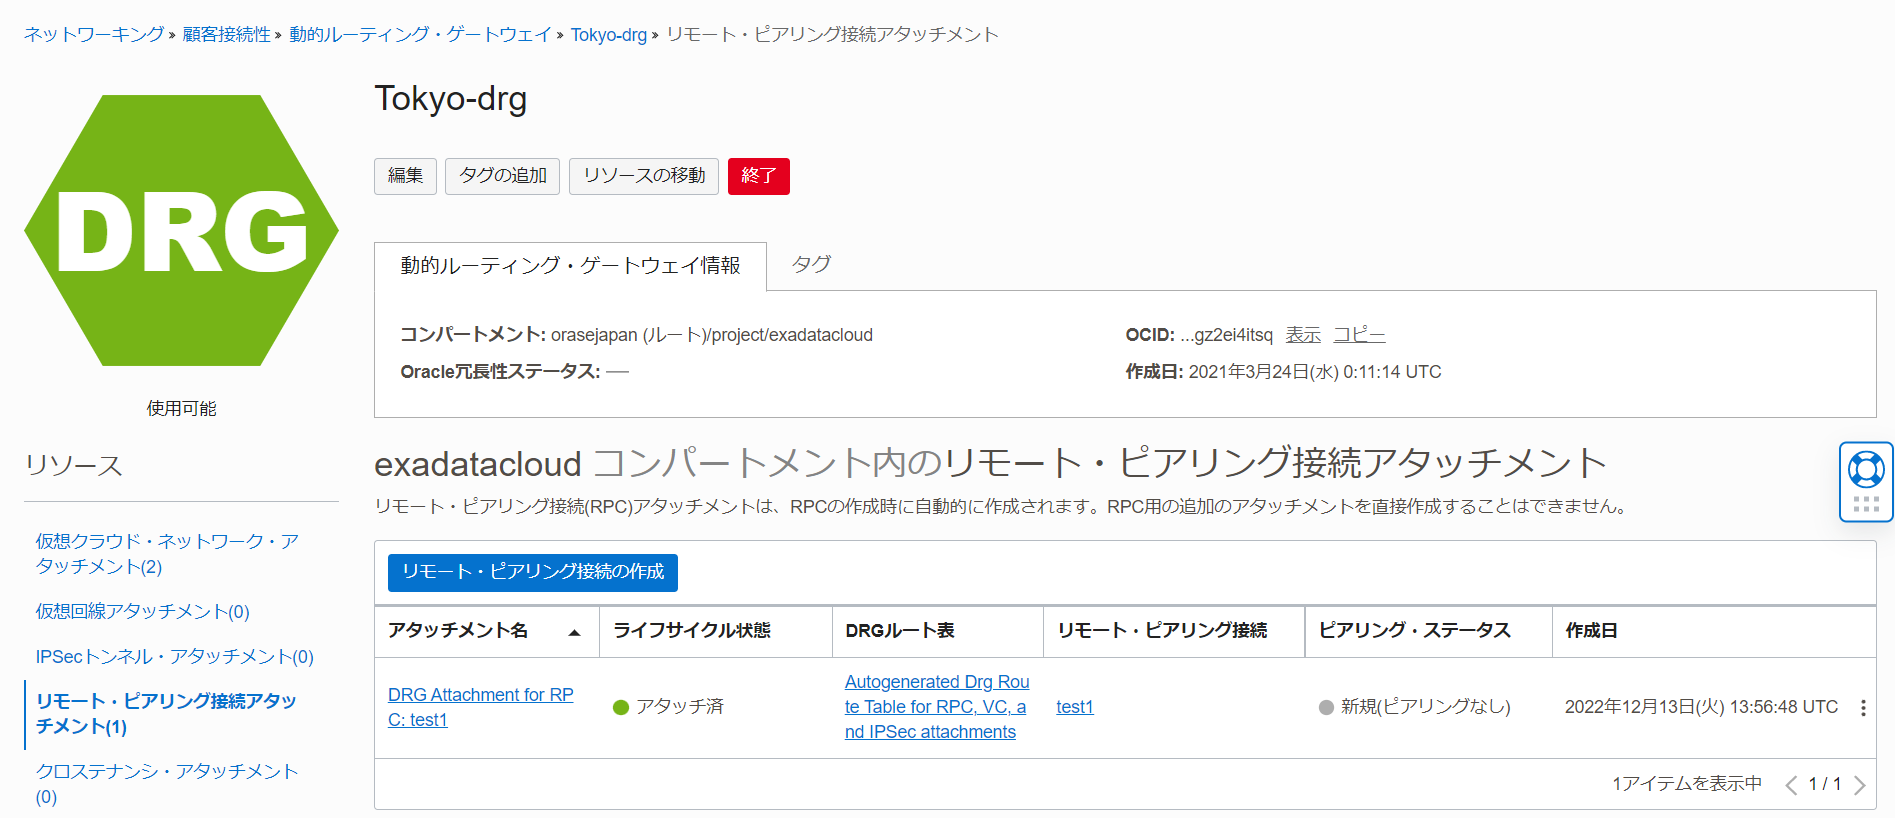 ネットワーキング » 顧客接続性 » 動的ルーティング・ゲートウェイ » Tokyo-drg » リモート・ピアリング接続アタッチメント
DRG
使用可能
Tokyo-drg
編集 タグの追加 リソースの移動 終了
動的ルーティング・ゲートウェイ情報 タグ
コンパートメント: orasejapan (ルート)/project/exadatacloud
Oracle冗長性ステータス: —
OCID: ...gz2ei4itsq 表示 コピー
作成日: 2021年3月24日(水) 0:11:14 UTC
リソース
仮想クラウド・ネットワーク・ア
タッチメント(2)
仮想回線アタッチメント(0)
IPSecトンネル・アタッチメント(0)
リモート・ピアリング接続アタッ
チメント(1)
クロステナンシ・アタッチメント
(0)
exadatacloud コンパートメント内のリモート・ピアリング接続アタッチメント
リモート・ピアリング接続(RPC)アタッチメントは、RPCの作成時に自動的に作成されます。RPC用の追加のアタッチメントを直接作成することはできません。
リモート・ピアリング接続の作成
アタッチメント名 ライフサイクル状態 DRGルート表 リモート・ピアリング接続 ピアリング・ステータス 作成日
DRG Attachment for RP
C: test1
アタッチ済
Autogenerated Drg Rou
te Table for RPC, VC, a
nd IPSec attachments
test1
新規(ピアリングなし)
2022年12月13日(火) 13:56:48 UTC
1アイテムを表示中 1 / 1